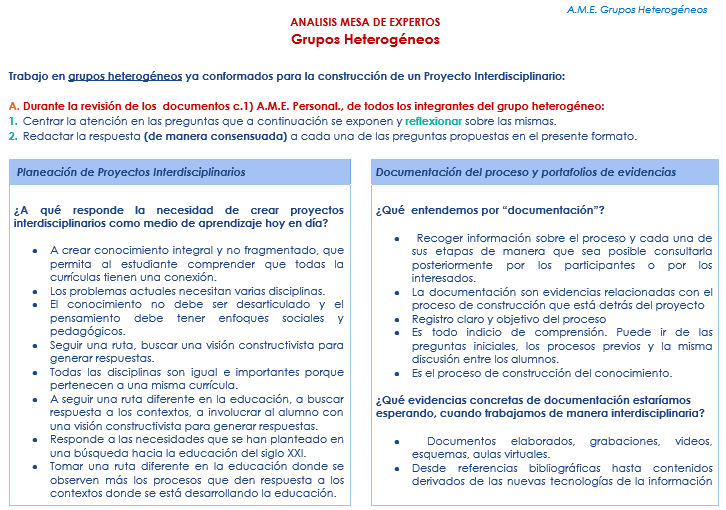 A.M.E. Grupos Heterogéneos
ANALISIS MESA DE EXPERTOS
Grupos Heterogéneos
Trabajo en grupos heterogéneos ya conformados para la construcción de un Proyecto Interdisciplinario:
A. Durante la revisión de los documentos c.1) A.M.E. Personal., de todos los integrantes del grupo heterogéneo:
1. Centrar la atención en las preguntas que a continuación se exponen y reflexionar sobre las mismas.
2. Redactar la respuesta (de manera consensuada) a cada una de las preguntas propuestas en el presente formato.
Planeación de Proyectos Interdisciplinarios
¿A qué responde la necesidad de crear proyectos
interdisciplinarios como medio de aprendizaje hoy en día?
● A crear conocimiento integral y no fragmentado, que
permita al estudiante comprender que todas la
currículas tienen una conexión.
● Los problemas actuales necesitan varias disciplinas.
● El conocimiento no debe ser desarticulado y el
pensamiento debe tener enfoques sociales y
pedagógicos.
● Seguir una ruta, buscar una visión constructivista para
generar respuestas.
● Todas las disciplinas son igual e importantes porque
pertenecen a una misma currícula.
● A seguir una ruta diferente en la educación, a buscar
respuesta a los contextos, a involucrar al alumno con
una visión constructivista para generar respuestas.
● Responde a las necesidades que se han planteado en
una búsqueda hacia la educación del siglo XXI.
● Tomar una ruta diferente en la educación donde se
observen más los procesos que den respuesta a los
contextos donde se está desarrollando la educación.
Documentación del proceso y portafolios de evidencias
¿Qué entendemos por “documentación”?
● Recoger información sobre el proceso y cada una de
sus etapas de manera que sea posible consultarla
posteriormente por los participantes o por los
interesados.
● La documentación son evidencias relacionadas con el
proceso de construcción que está detrás del proyecto
● Registro claro y objetivo del proceso
● Es todo indicio de comprensión. Puede ir de las
preguntas iniciales, los procesos previos y la misma
discusión entre los alumnos.
● Es el proceso de construcción del conocimiento.
¿Qué evidencias concretas de documentación estaríamos
esperando, cuando trabajamos de manera interdisciplinaria?
● Documentos elaborados, grabaciones, videos,
esquemas, aulas virtuales.
● Desde referencias bibliográficas hasta contenidos
derivados de las nuevas tecnologías de la información